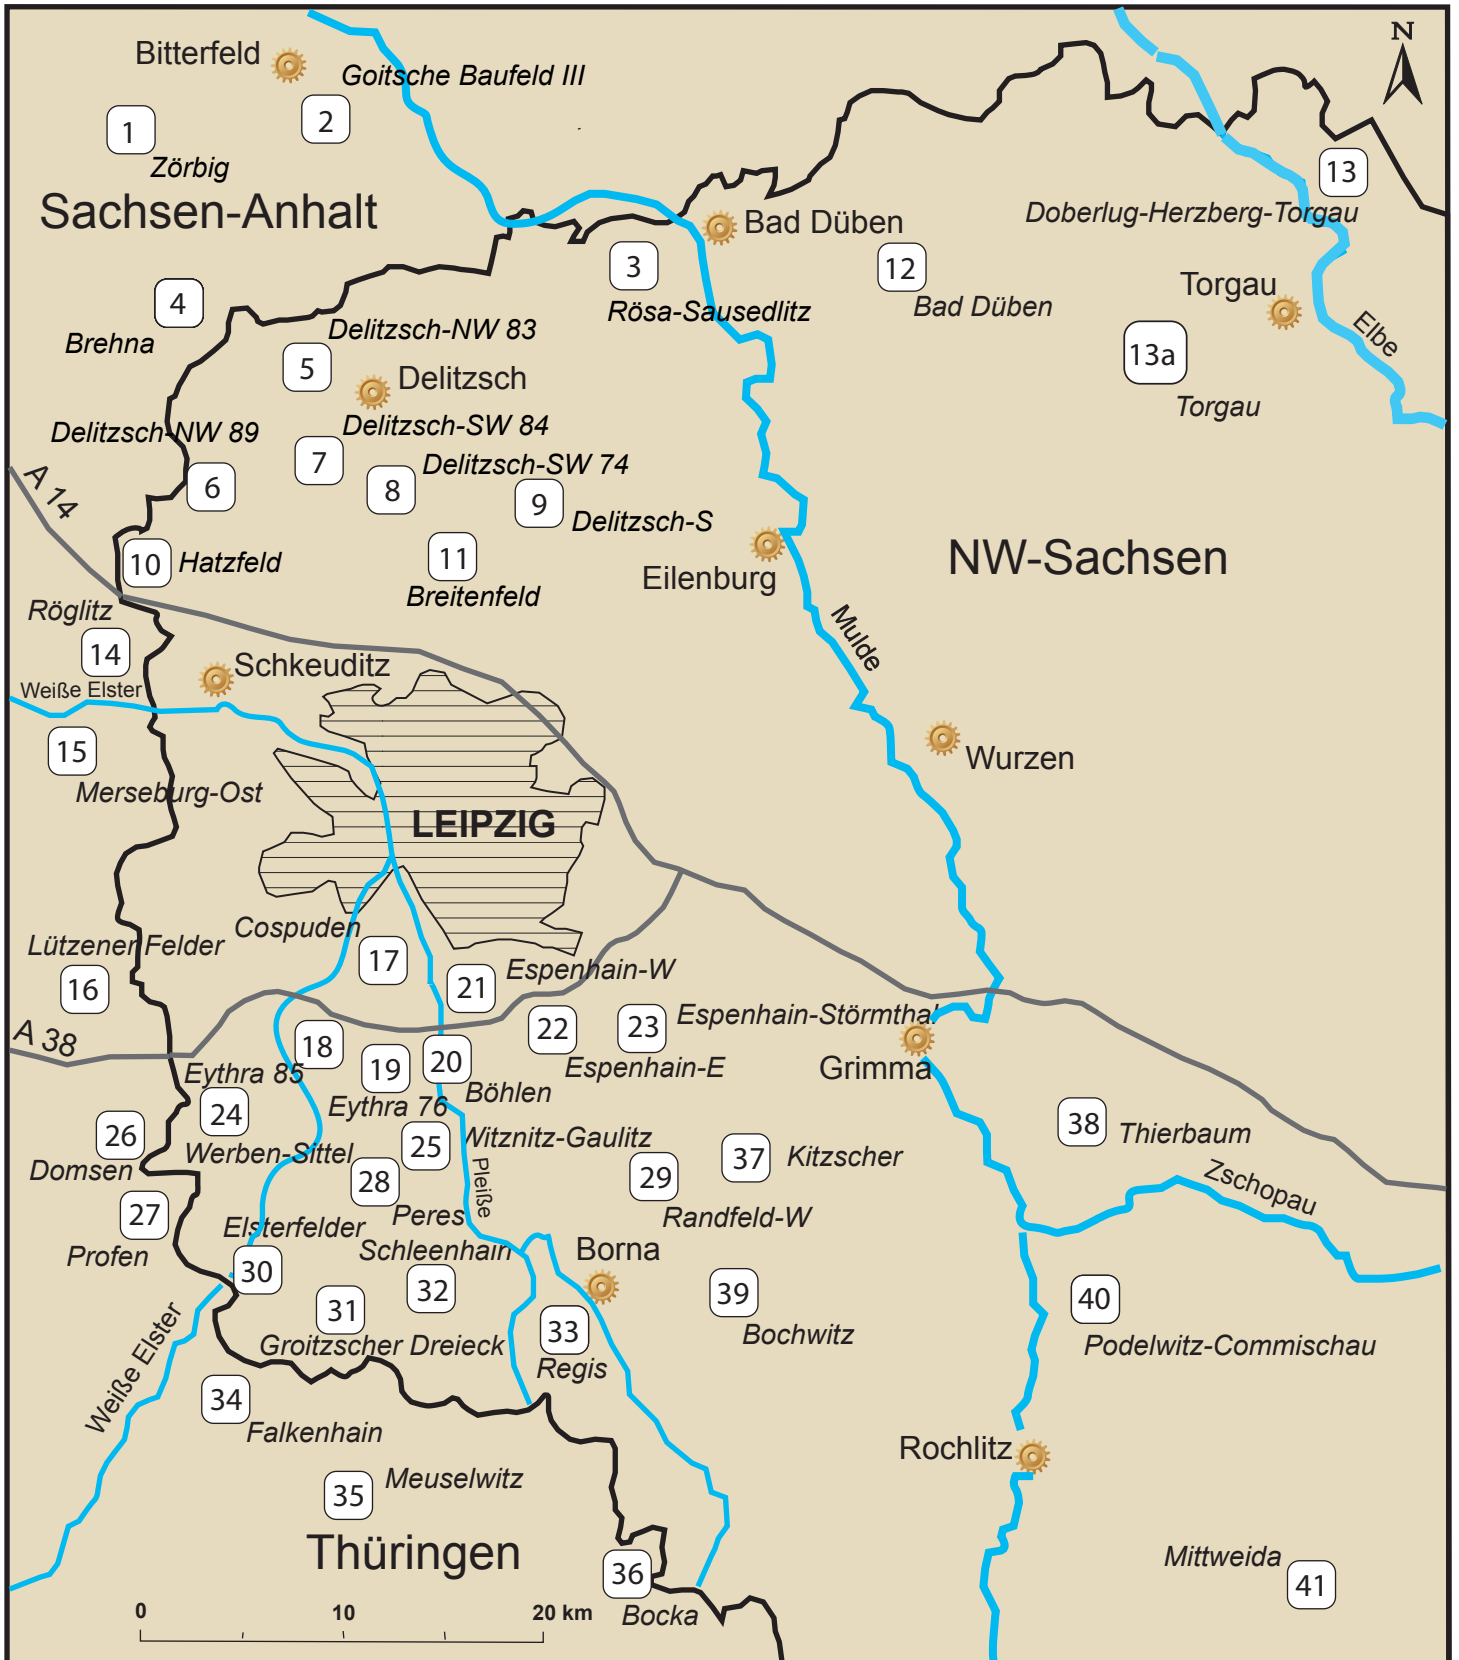 N
Bitterfeld
Goitsche Baufeld III
1
2
Zörbig
Sachsen-Anhalt
13
Doberlug-Herzberg-Torgau
Bad Düben
3
12
Rösa-Sausedlitz
Bad Düben
Torgau
4
Brehna
Delitzsch-NW 83
Elbe
5
Delitzsch
13a
Torgau
Delitzsch-NW 89
Delitzsch-SW 84
7
Delitzsch-SW 74
A 14
6
8
9
Delitzsch-S
10
Hatzfeld
11
Breitenfeld
Eilenburg
NW-Sachsen
Röglitz
14
Mulde
Schkeuditz
Weiße Elster
15
Merseburg-Ost
Wurzen
LEIPZIG
Cospuden
Lützener Felder
17
16
21
Espenhain-W
A 38
18
22
23
Espenhain-Störmthal
Eythra 85
19
20
Espenhain-E
Grimma
Böhlen
24
Eythra 76
26
Werben-Sittel
25
Witznitz-Gaulitz
38
Thierbaum
Domsen
28
Pleiße
29
37
Kitzscher
Zschopau
27
Peres
Randfeld-W
Profen
Elsterfelder
Schleenhain
Borna
30
32
31
39
40
Groitzscher Dreieck
33
Bochwitz
Podelwitz-Commischau
Weiße Elster
Regis
34
Falkenhain
Rochlitz
35
Meuselwitz
Thüringen
36
Mittweida
41
Bocka
0
10
20 km